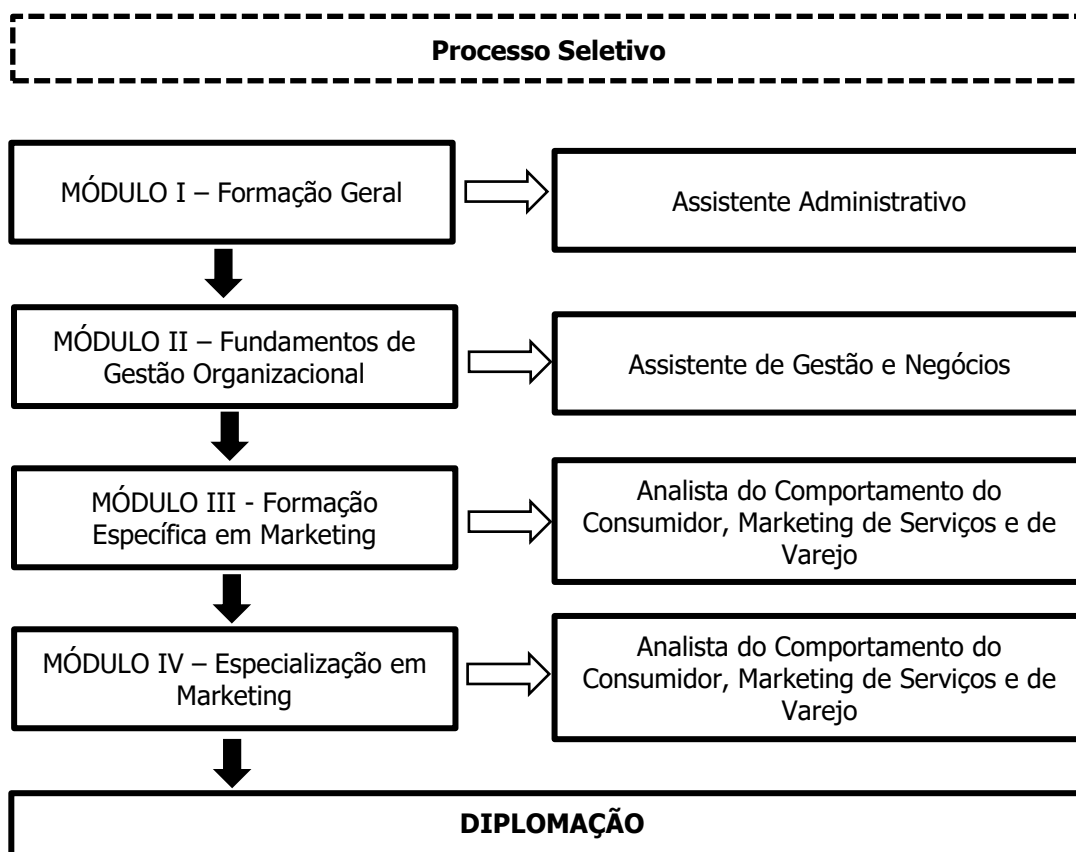 Processo Seletivo
MÓDULO I – Formação Geral
Assistente Administrativo
MÓDULO II – Fundamentos de
Gestão Organizacional
Assistente de Gestão e Negócios
MÓDULO III - Formação
Específica em Marketing
Analista do Comportamento do
Consumidor, Marketing de Serviços e de
Varejo
MÓDULO IV – Especialização em
Marketing
Analista do Comportamento do
Consumidor, Marketing de Serviços e de
Varejo
DIPLOMAÇÃO